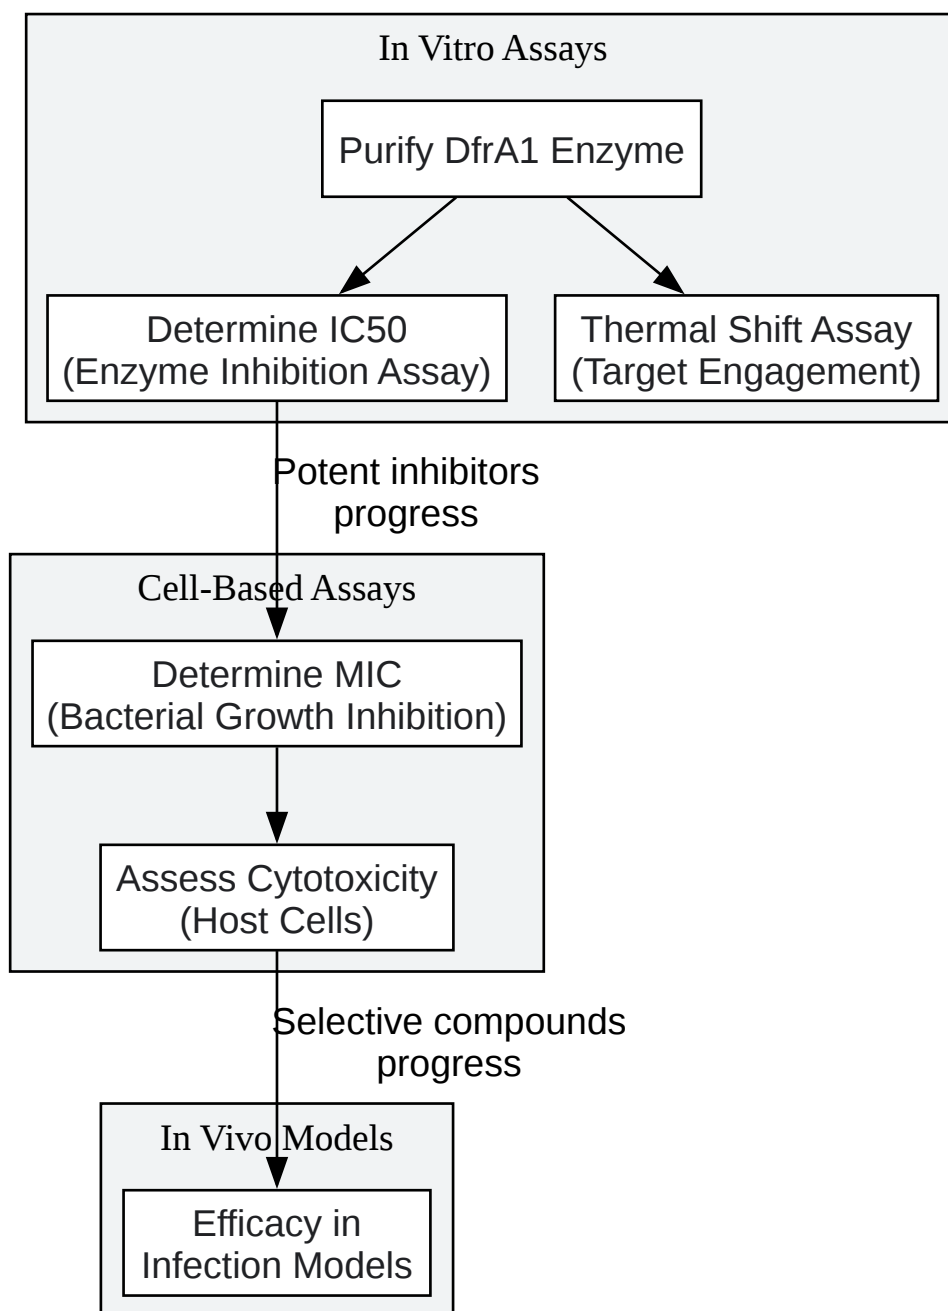 In Vitro Assays
Purify DfrA1 Enzyme
Determine IC50
(Enzyme Inhibition Assay)
Thermal Shift Assay
(Target Engagement)
Potent inhibitors
progress
Cell-Based Assays
Determine MIC
(Bacterial Growth Inhibition)
Assess Cytotoxicity
(Host Cells)
Selective compounds
progress
In Vivo Models
Efficacy in
Infection Models